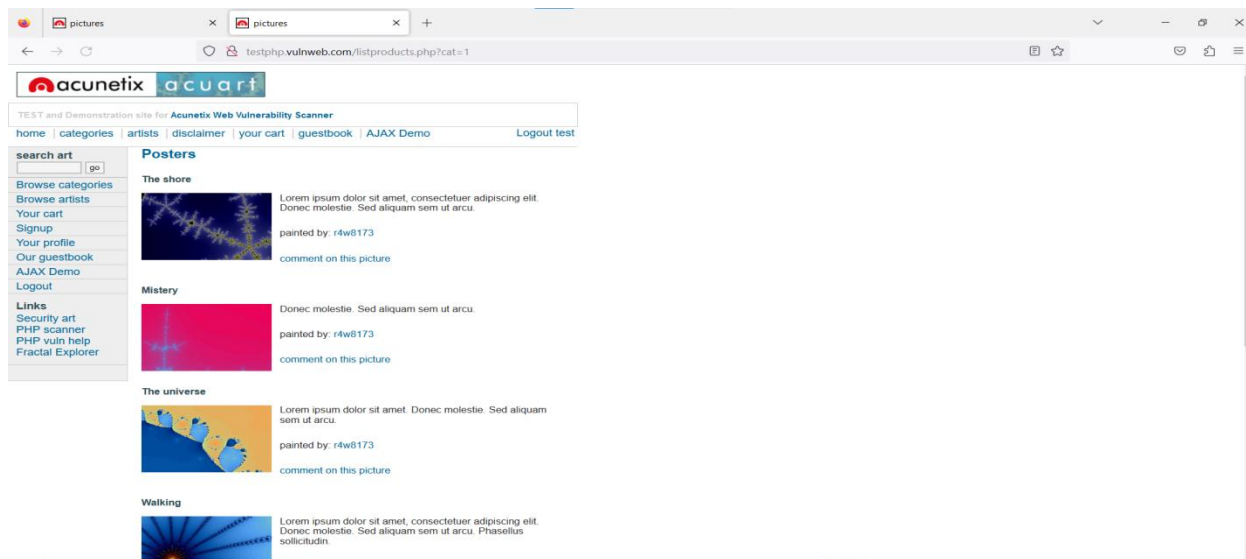 pictures
pictures
testphp.vulnweb.com/listproducts.php?cat=1
acunetix acuart
TEST and Demonstration site for Acunetix Web Vulnerability Scanner
home | categories | artists | disclaimer | your cart | guestbook | AJAX Demo
Logout test
search art
go
Browse categories
Browse artists
Your cart
Signup
Your profile
Our guestbook
AJAX Demo
Logout
Links
Security art
PHP scanner
PHP vuln help
Fractal Explorer
Posters
The shore
Lorem ipsum dolor sit amet, consectetuer adipiscing elit.
Donec molestie. Sed aliquam sem ut arcu.
painted by: r4w8173
comment on this picture
Mistery
Donec molestie. Sed aliquam sem ut arcu.
painted by: r4w8173
comment on this picture
The universe
Lorem ipsum dolor sit amet. Donec molestie. Sed aliquam
sem ut arcu.
painted by: r4w8173
comment on this picture
Walking
Lorem ipsum dolor sit amet, consectetuer adipiscing elit.
Donec molestie. Sed aliquam sem ut arcu. Phasellus
sollicitudin.